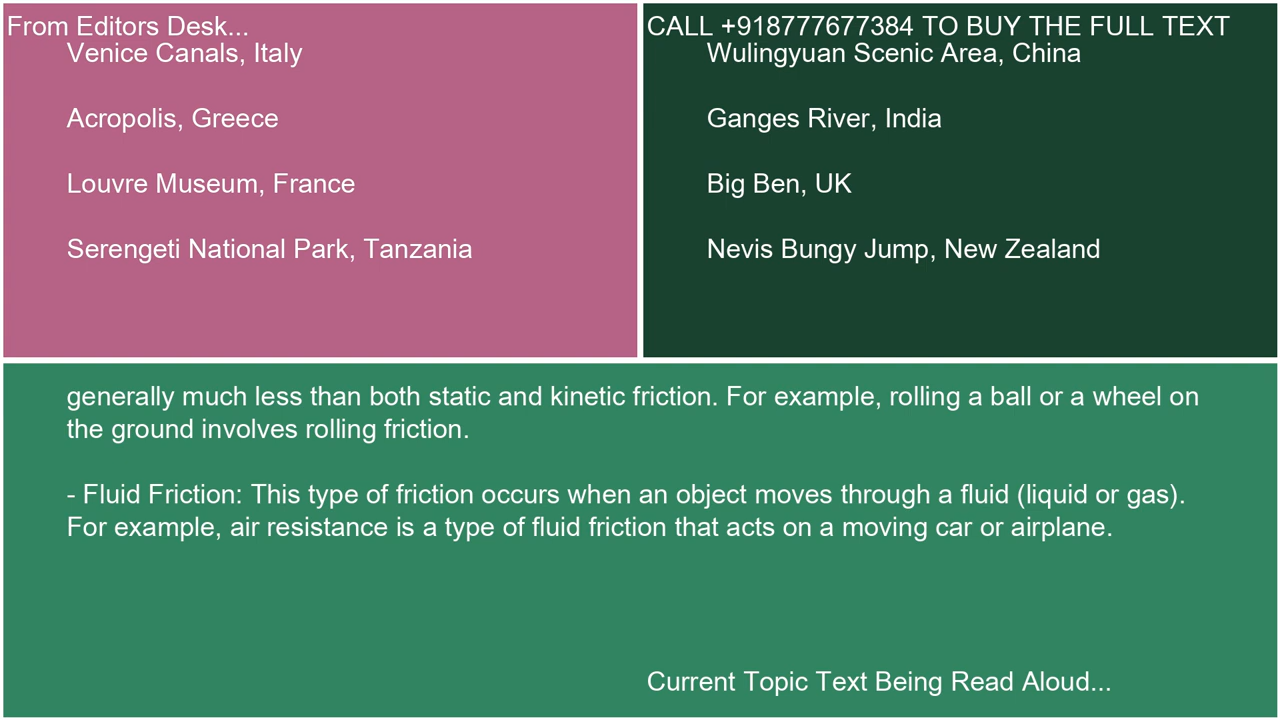 From Editors Desk...
Venice Canals, Italy
Acropolis, Greece
Louvre Museum, France
Serengeti National Park, Tanzania
CALL +918777677384 TO BUY THE FULL TEXT
Wulingyuan Scenic Area, China
Ganges River, India
Big Ben, UK
Nevis Bungy Jump, New Zealand
generally much less than both static and kinetic friction. For example, rolling a ball or a wheel on
the ground involves rolling friction.
- Fluid Friction: This type of friction occurs when an object moves through a fluid (liquid or gas).
For example, air resistance is a type of fluid friction that acts on a moving car or airplane.
Current Topic Text Being Read Aloud...